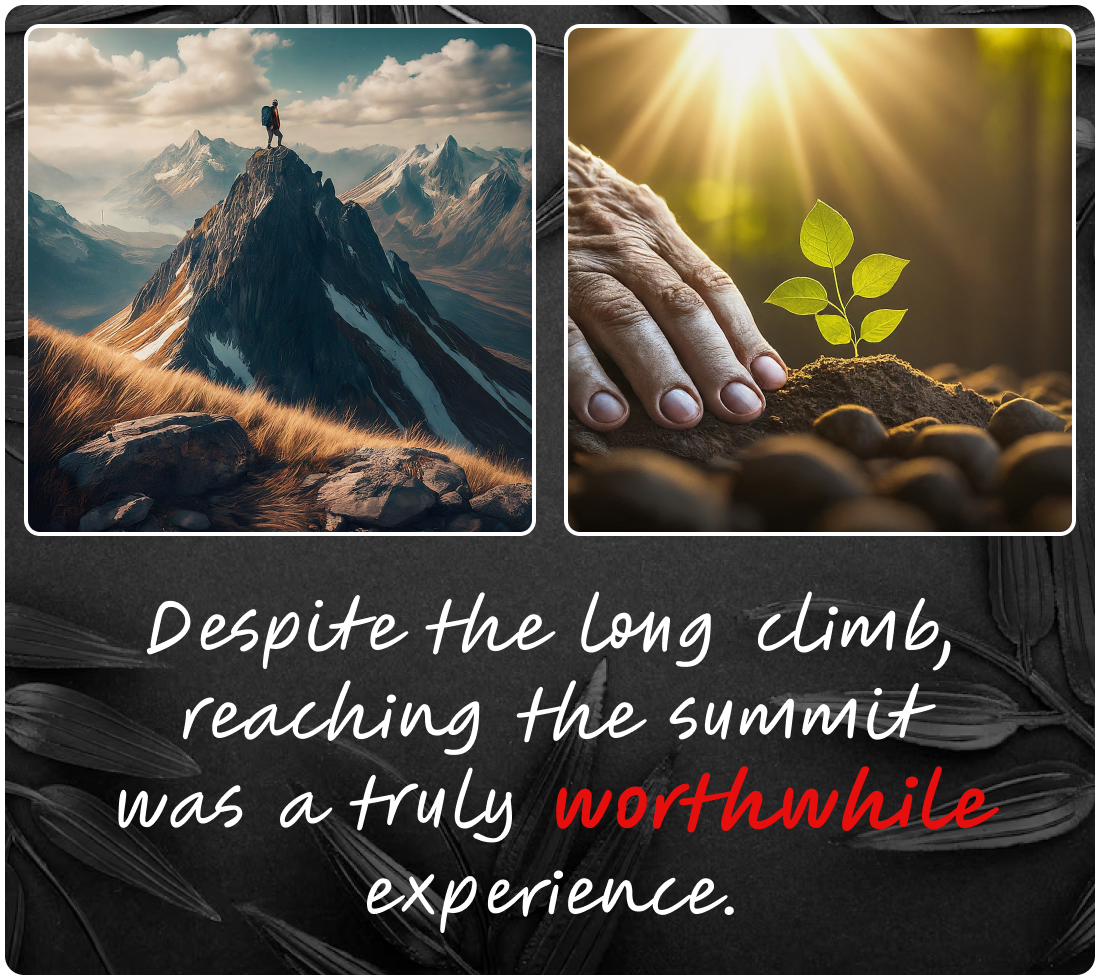 Despite the long climb,
reaching the summit
was a truly worthwhile
experience.